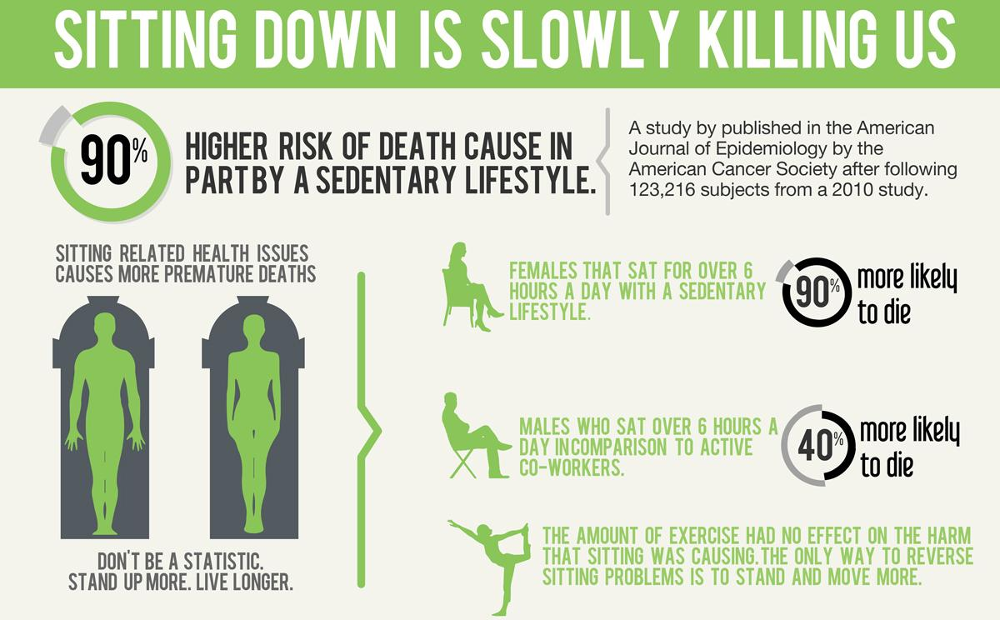 SITTING DOWN IS SLOWLY KILLING US
90%
HIGHER RISK OF DEATH CAUSE IN
PARTBY A SEDENTARY LIFESTYLE.
A study by published in the American
Journal of Epidemiology by the
American Cancer Society after following
123,216 subjects from a 2010 study.
SITTING RELATED HEALTH ISSUES
CAUSES MORE PREMATURE DEATHS
DON'T BE A STATISTIC.
STAND UP MORE. LIVE LONGER.
FEMALES THAT SAT FOR OVER 6
HOURS A DAY WITH A SEDENTARY
LIFESTYLE.
90%
more likely
to die
MALES WHO SAT OVER 6 HOURS A
DAY INCOMPARISON TO ACTIVE
CO-WORKERS.
40%
more likely
to die
THE AMOUNT OF EXERCISE HAD NO EFFECT ON THE HARM
THAT SITTING WAS CAUSING.THE ONLY WAY TO REVERSE
SITTING PROBLEMS IS TO STAND AND MOVE MORE.